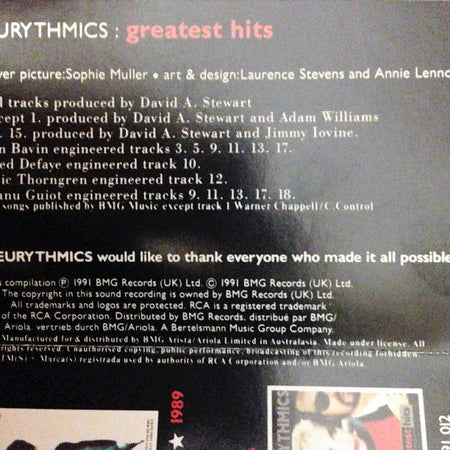 EURYTHMICS : greatest hits
ver picture:Sophie Muller • art & design:Laurence Stevens and Annie Lenno
l tracks produced by David A. Stewart
cept 1. produced by David A. Stewart and Adam Williams
. 15. produced by David A. Stewart and Jimmy Iovine.
n Bavin engineered tracks 3. 5. 9. 11. 13. 17.
ed Defaye engineered track 10.
ic Thorngren engineered track 12.
anu Guiot engineered tracks 9. 11. 13. 17. 18.
songs published by BMG Music except track 1 Warner Chappell/C.Control
EURYTHMICS would like to thank everyone who made it all possible
s compilation ℗ 1991 BMG Records (UK) Ltd. © 1991 BMG Records (UK) Ltd.
The copyright in this sound recording is owned by BMG Records (UK) Ltd.
All trademarks and logos are protected. RCA is a registered trademark
of the RCA Corporation. Distributed by BMG Records, distribué par BMG/
Ariola vertrieb durch BMG/Ariola. A Bertelsmann Music Group Company.
Manufactured for & distributed by BMG Arista/Ariola Limited in Australasia. Made under license. All
rights reserved. Unauthorised copying, public performance, broadcasting of this recording forbidden.
TM(s) • Marca(s) registrada used by authority of RCA Corporation and/or BMG Ariola.
1989
EURYTHMICS
greatest hits
91 012